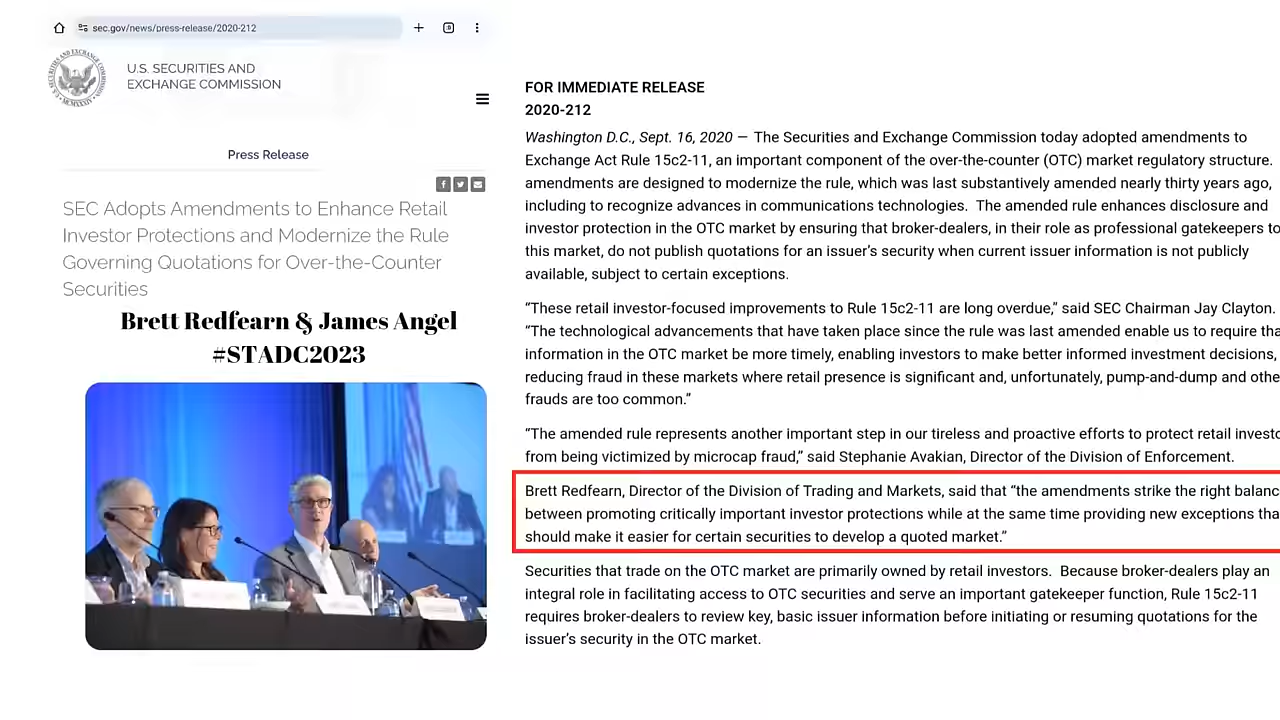 sec.gov/news/press-release/2020-212
U.S. SECURITIES AND
EXCHANGE COMMISSION
Press Release
SEC Adopts Amendments to Enhance Retail
Investor Protections and Modernize the Rule
Governing Quotations for Over-the-Counter
Securities
Brett Redfearn & James Angel
#STADC2023
FOR IMMEDIATE RELEASE
2020-212
Washington D.C., Sept. 16, 2020 — The Securities and Exchange Commission today adopted amendments to
Exchange Act Rule 15c2-11, an important component of the over-the-counter (OTC) market regulatory structure.
amendments are designed to modernize the rule, which was last substantively amended nearly thirty years ago,
including to recognize advances in communications technologies.  The amended rule enhances disclosure and
investor protection in the OTC market by ensuring that broker-dealers, in their role as professional gatekeepers to
this market, do not publish quotations for an issuer’s security when current issuer information is not publicly
available, subject to certain exceptions.
“These retail investor-focused improvements to Rule 15c2-11 are long overdue,” said SEC Chairman Jay Clayton.
“The technological advancements that have taken place since the rule was last amended enable us to require tha
information in the OTC market be more timely, enabling investors to make better informed investment decisions,
reducing fraud in these markets where retail presence is significant and, unfortunately, pump-and-dump and othe
frauds are too common.”
“The amended rule represents another important step in our tireless and proactive efforts to protect retail investo
from being victimized by microcap fraud,” said Stephanie Avakian, Director of the Division of Enforcement.
Brett Redfearn, Director of the Division of Trading and Markets, said that “the amendments strike the right balanc
between promoting critically important investor protections while at the same time providing new exceptions tha
should make it easier for certain securities to develop a quoted market.”
Securities that trade on the OTC market are primarily owned by retail investors.  Because broker-dealers play an
integral role in facilitating access to OTC securities and serve an important gatekeeper function, Rule 15c2-11
requires broker-dealers to review key, basic issuer information before initiating or resuming quotations for the
issuer’s security in the OTC market.